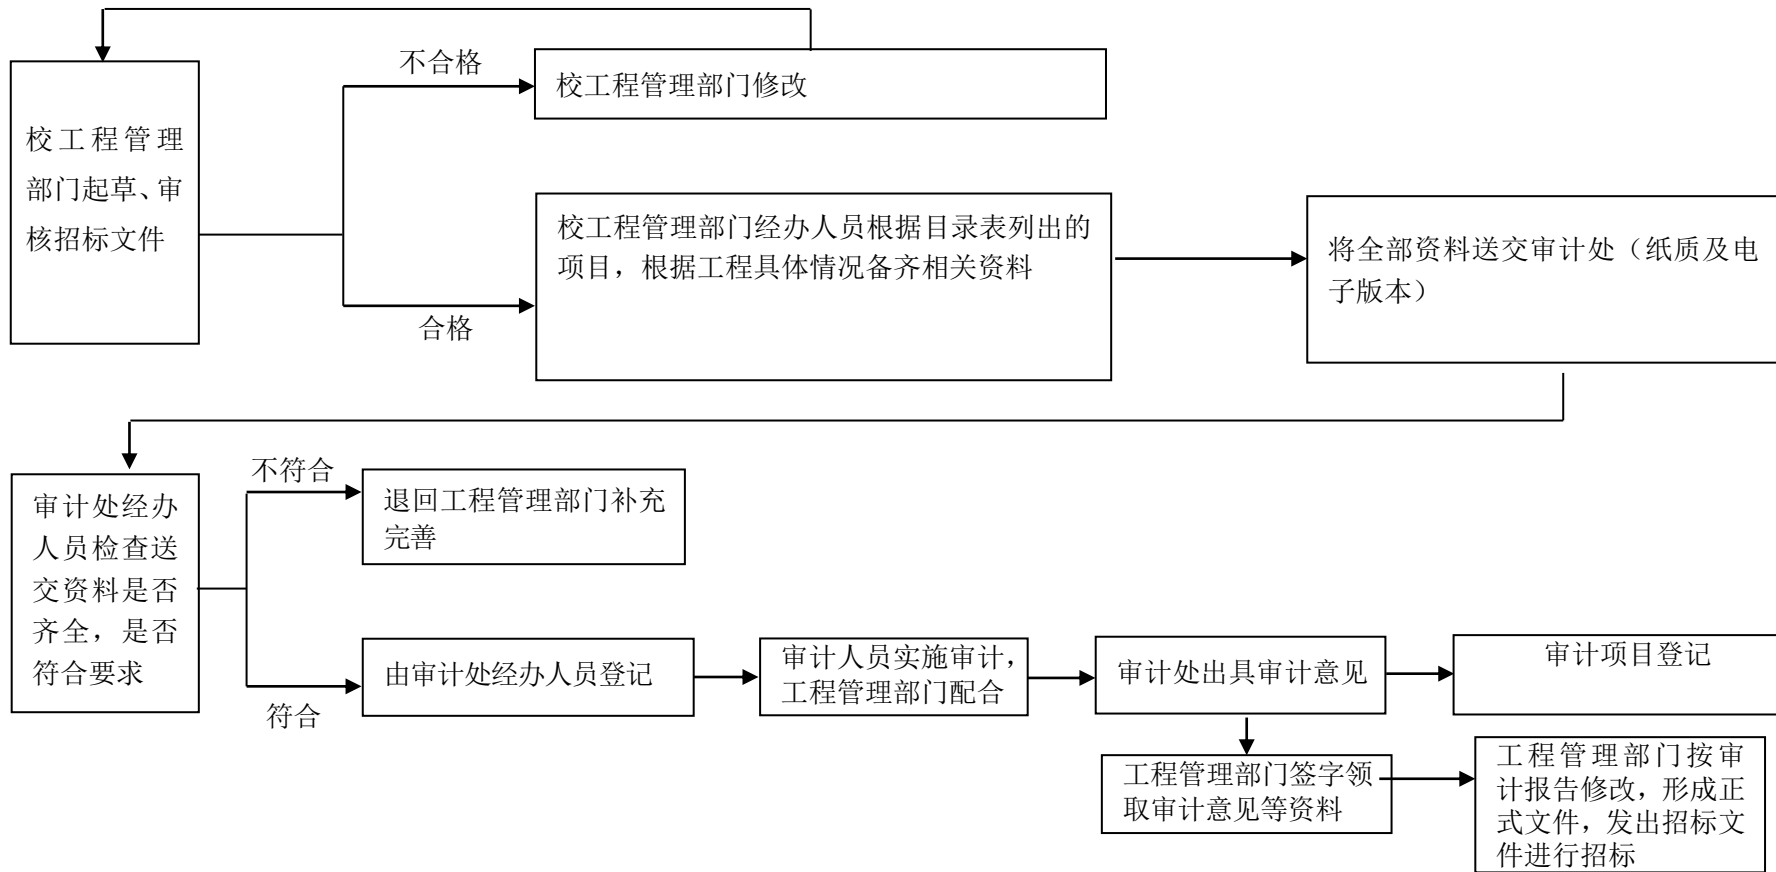 不合格
校工程管理部门修改
校工程管理
部门起草、审
核招标文件
校工程管理部门经办人员根据目录表列出的
项目，根据工程具体情况备齐相关资料
合格
将全部资料送交审计处（纸质及电
子版本）
审计处经办
人员检查送
交资料是否
齐全，是否
符合要求
不符合
退回工程管理部门补充
完善
符合
由审计处经办人员登记
审计人员实施审计，
工程管理部门配合
审计处出具审计意见
审计项目登记
工程管理部门签字领
取审计意见等资料
工程管理部门按审
计报告修改，形成正
式文件，发出招标文
件进行招标